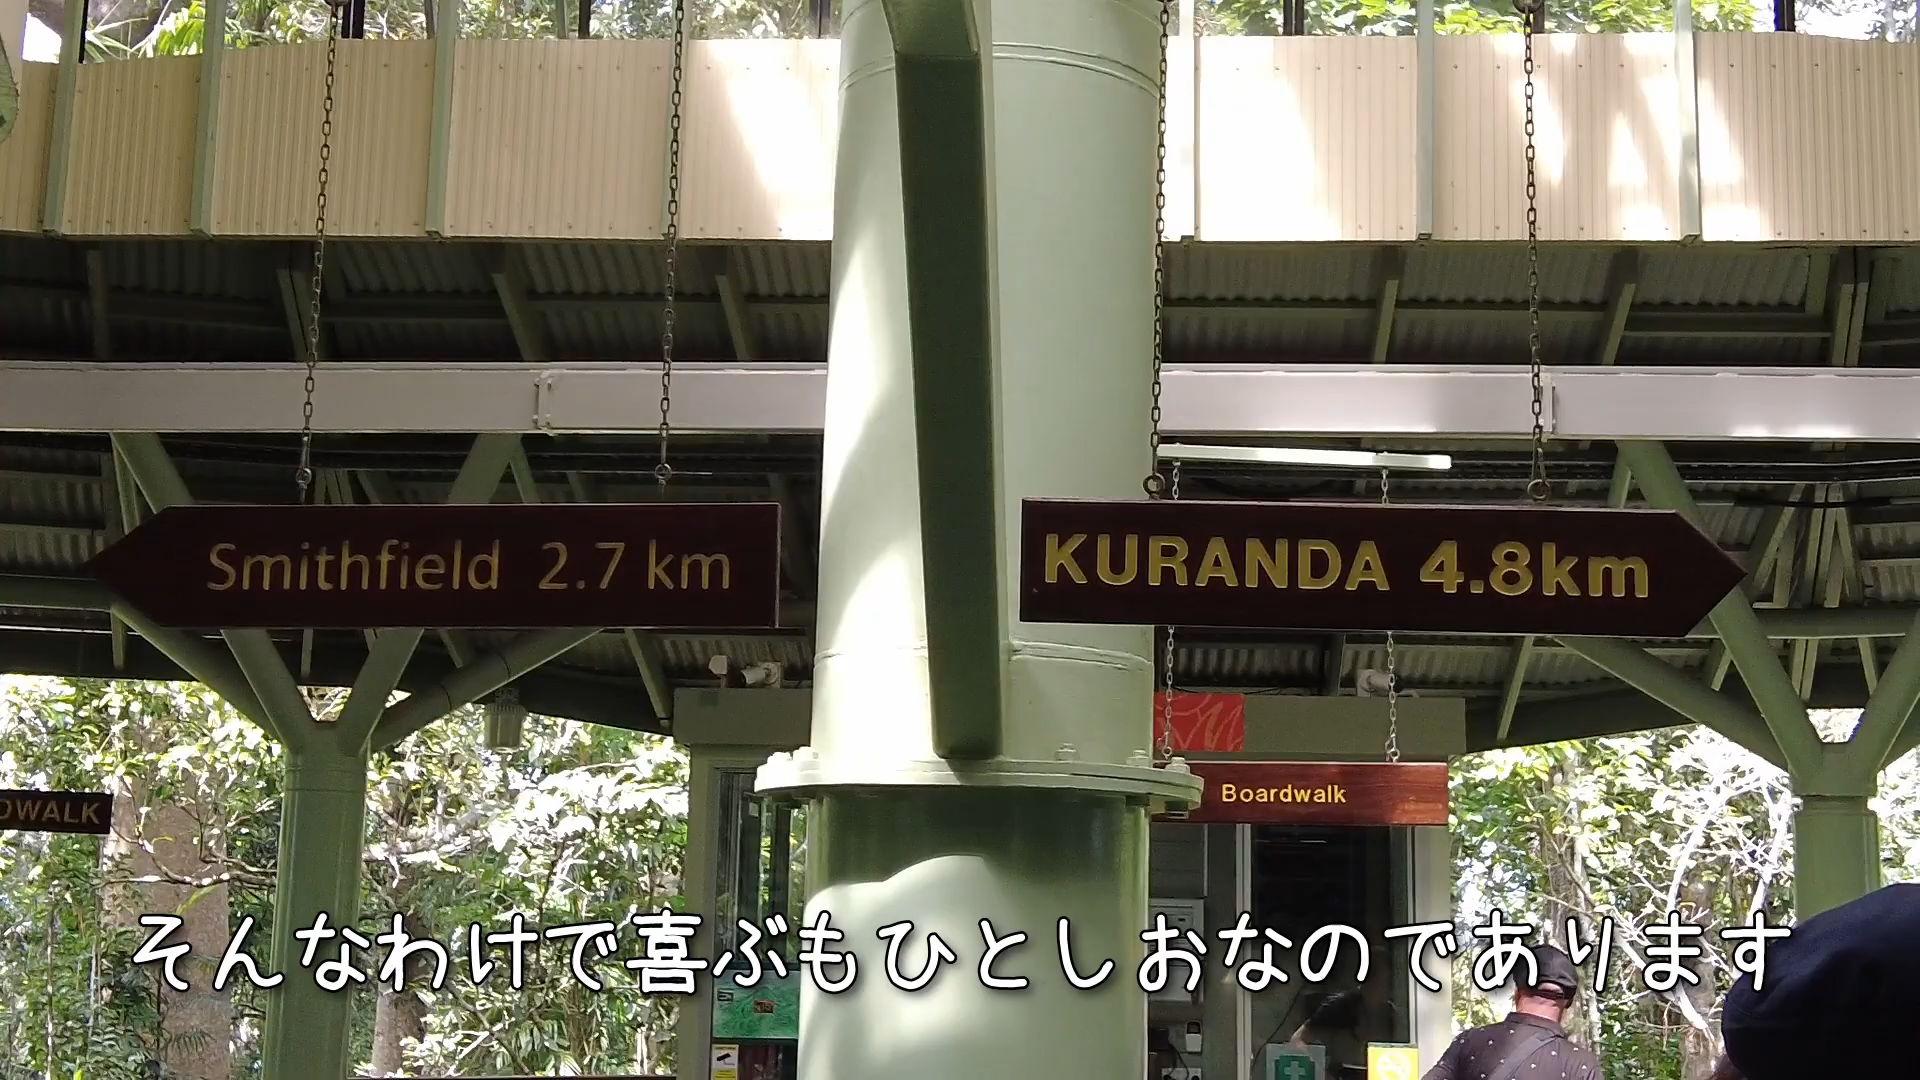 Smithfield 2.7 km
KURANDA 4.8km
Boardwalk
DWALK
そんなわけで喜ぶもひとしおなのであります